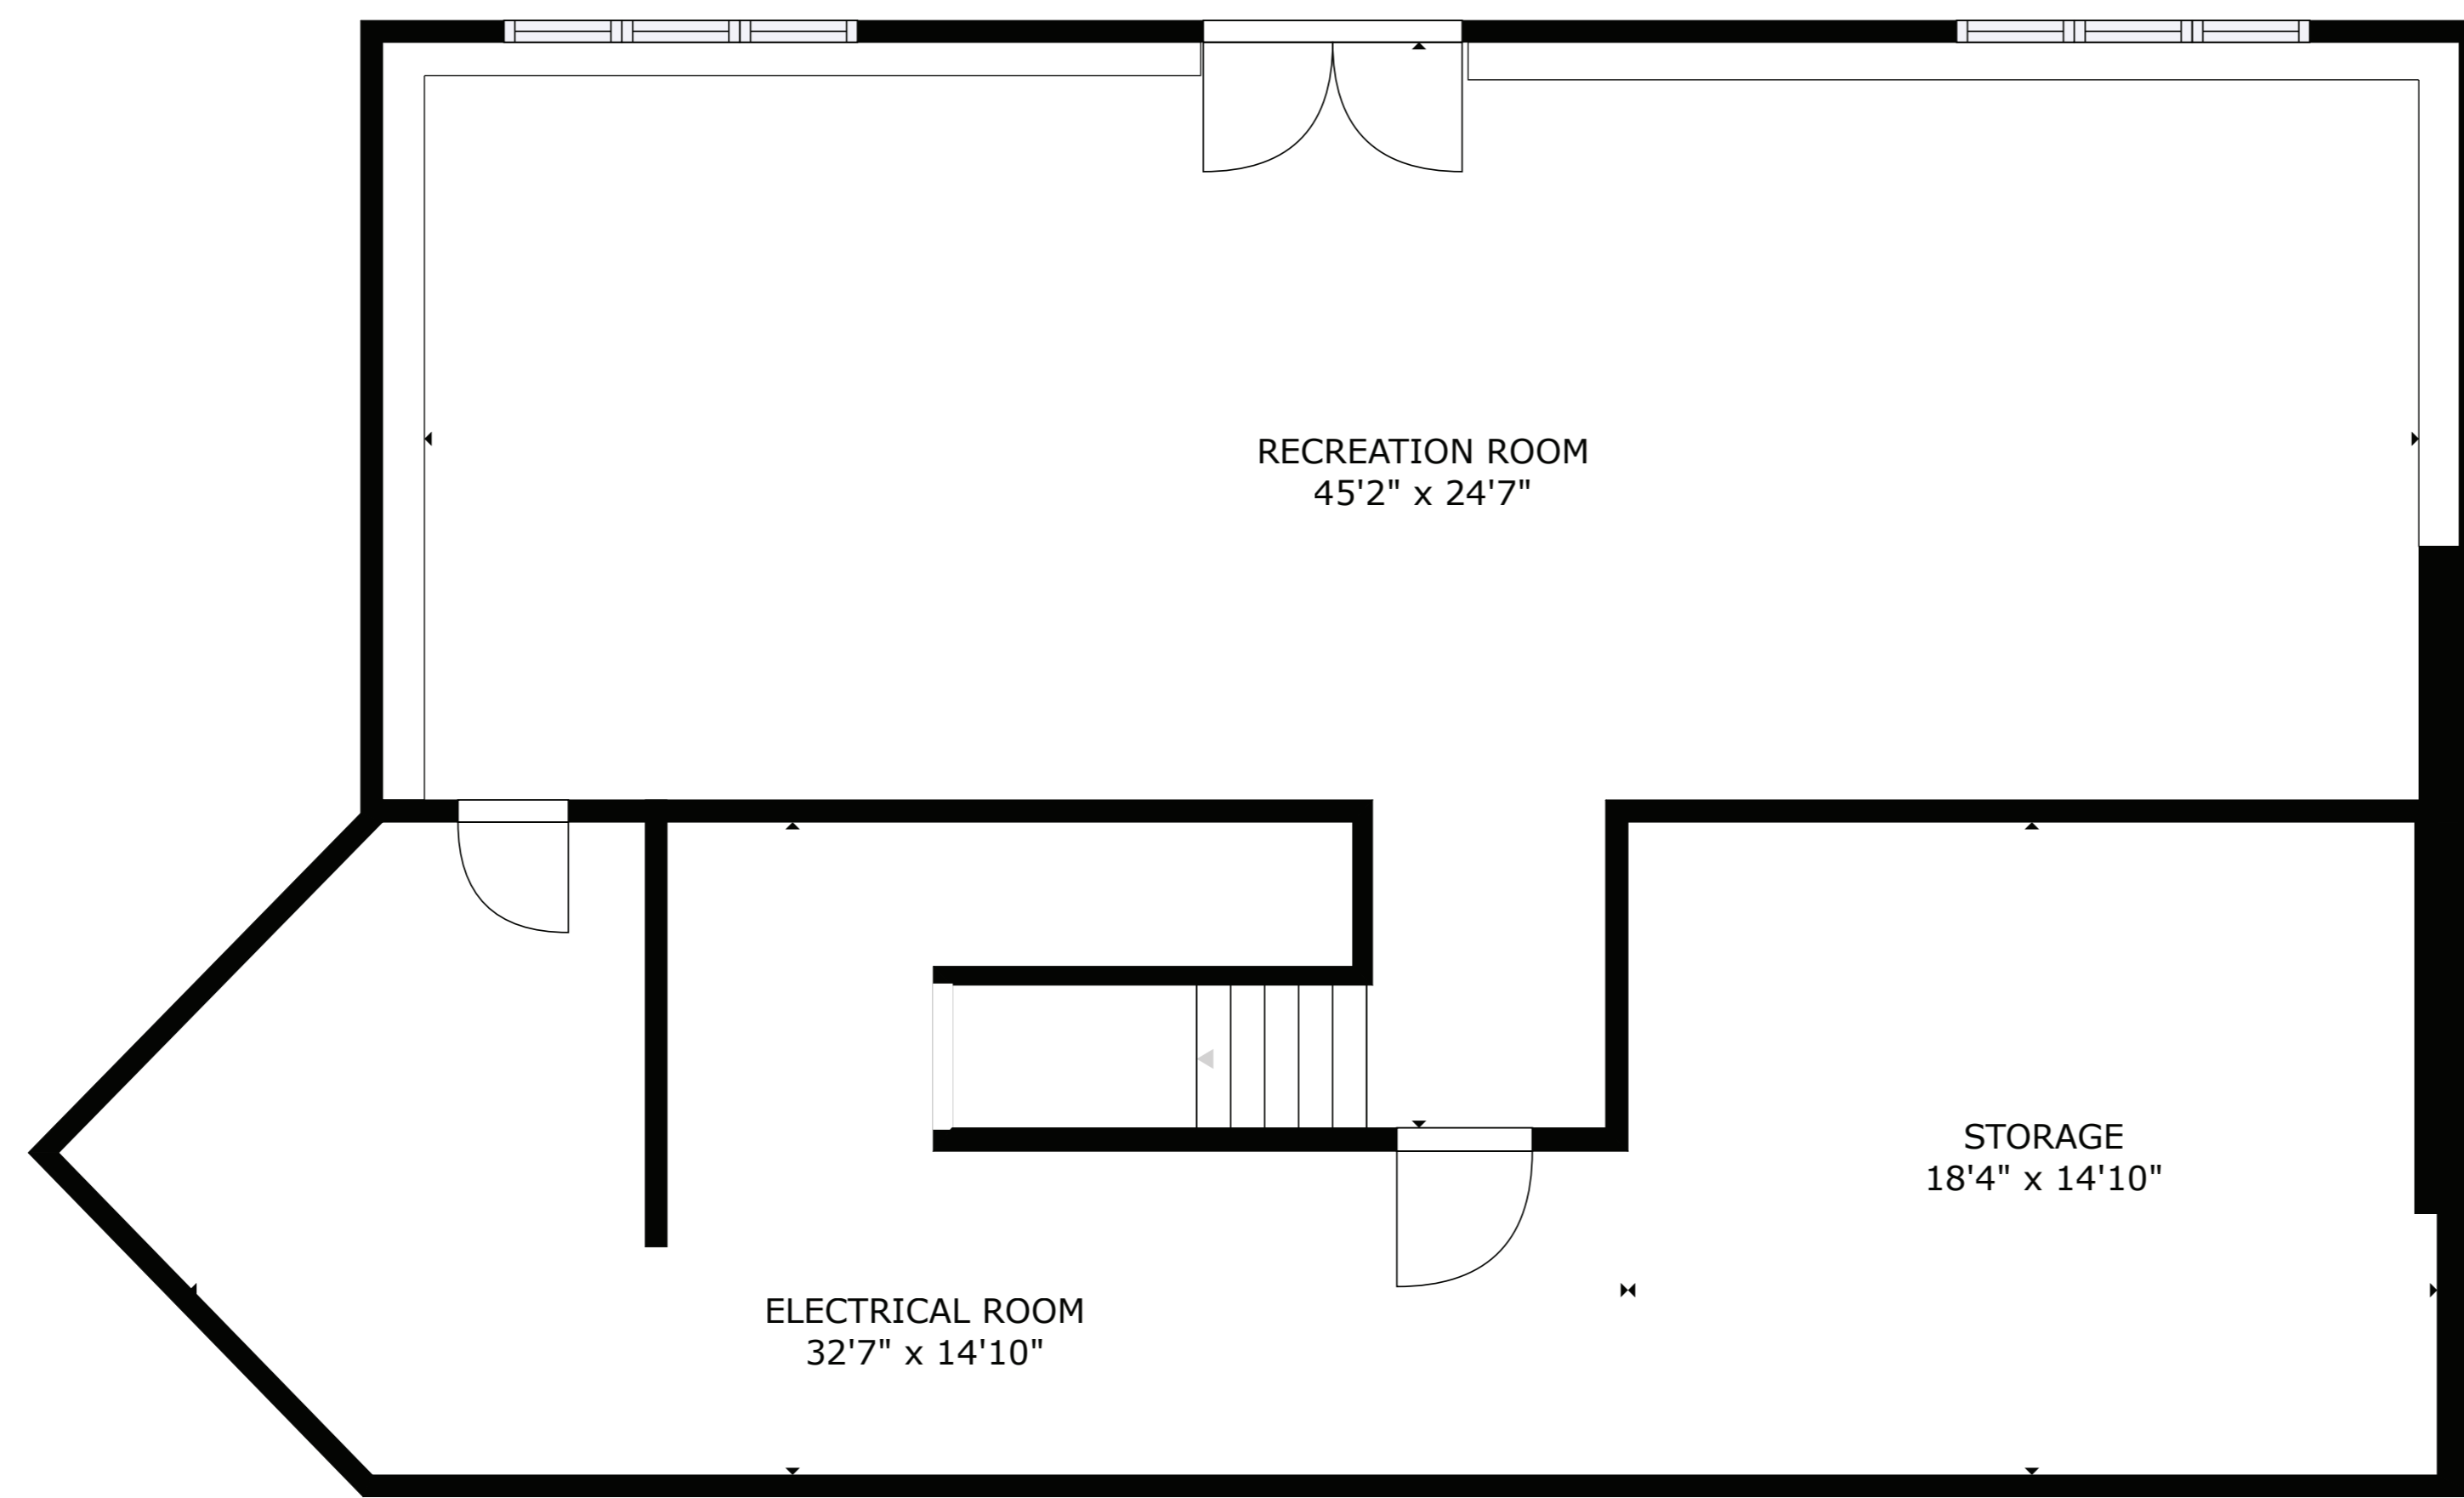 RECREATION ROOM
45'2" x 24'7"
STORAGE
18'4" x 14'10"
ELECTRICAL ROOM
32'7" x 14'10"